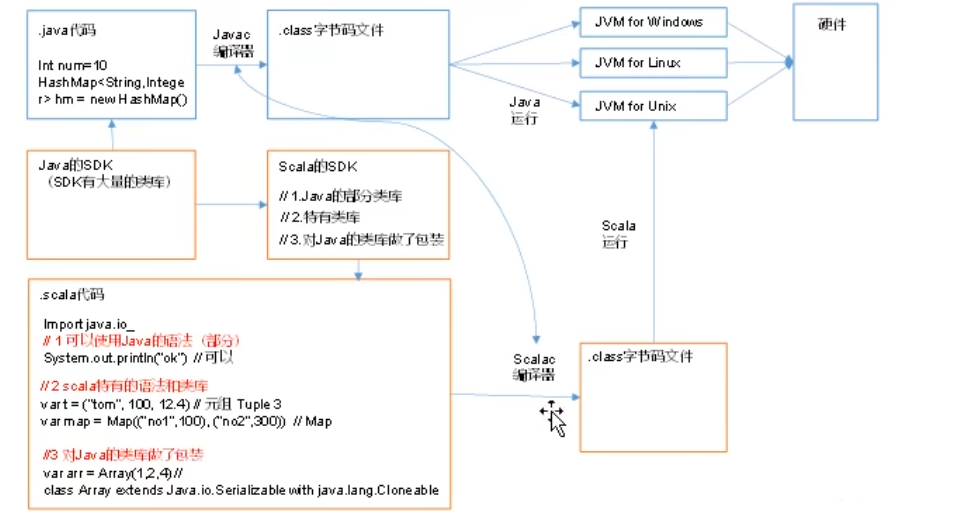 .java代码
Int num=10
HashMap<String,Intege
r> hm = new HashMap()
Javac
编译器
.class字节码文件
JVM for Windows
JVM for Linux
JVM for Unix
硬件
Java
运行
Java的SDK
（SDK有大量的类库）
Scala的SDK
// 1.Java的部分类库
// 2.特有类库
// 3.对Java的类库做了包装
Scala
运行
.scala代码
Import java.io_
// 1 可以使用Java的语法（部分）
System.out.println("ok") // 可以
// 2 scala特有的语法和类库
var t = ("tom", 100, 12.4) // 元组 Tuple 3
var map = Map(("no1",100), ("no2",300)) // Map
//3 对Java的类库做了包装
var arr = Array(1,2,4) //
class Array extends Java.io.Serializable with java.lang.Cloneable
Scalac
编译器
.class字节码文件